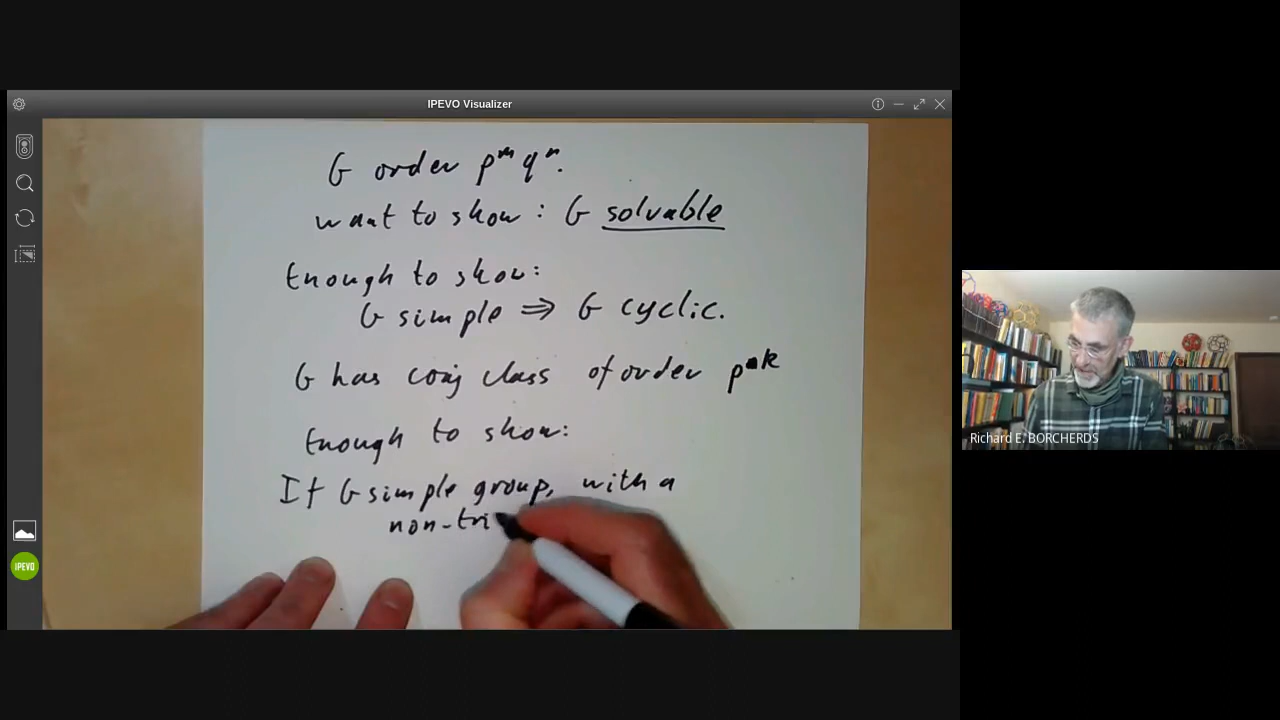 IPEVO Visualizer
G order p^m q^n.
want to show : G solvable
Enough to show:
G simple ⇒ G cyclic.
G has conj class of order p^k
Enough to show:
If G simple group, with a
non-tri
IPEVO
Richard E. BORCHERDS